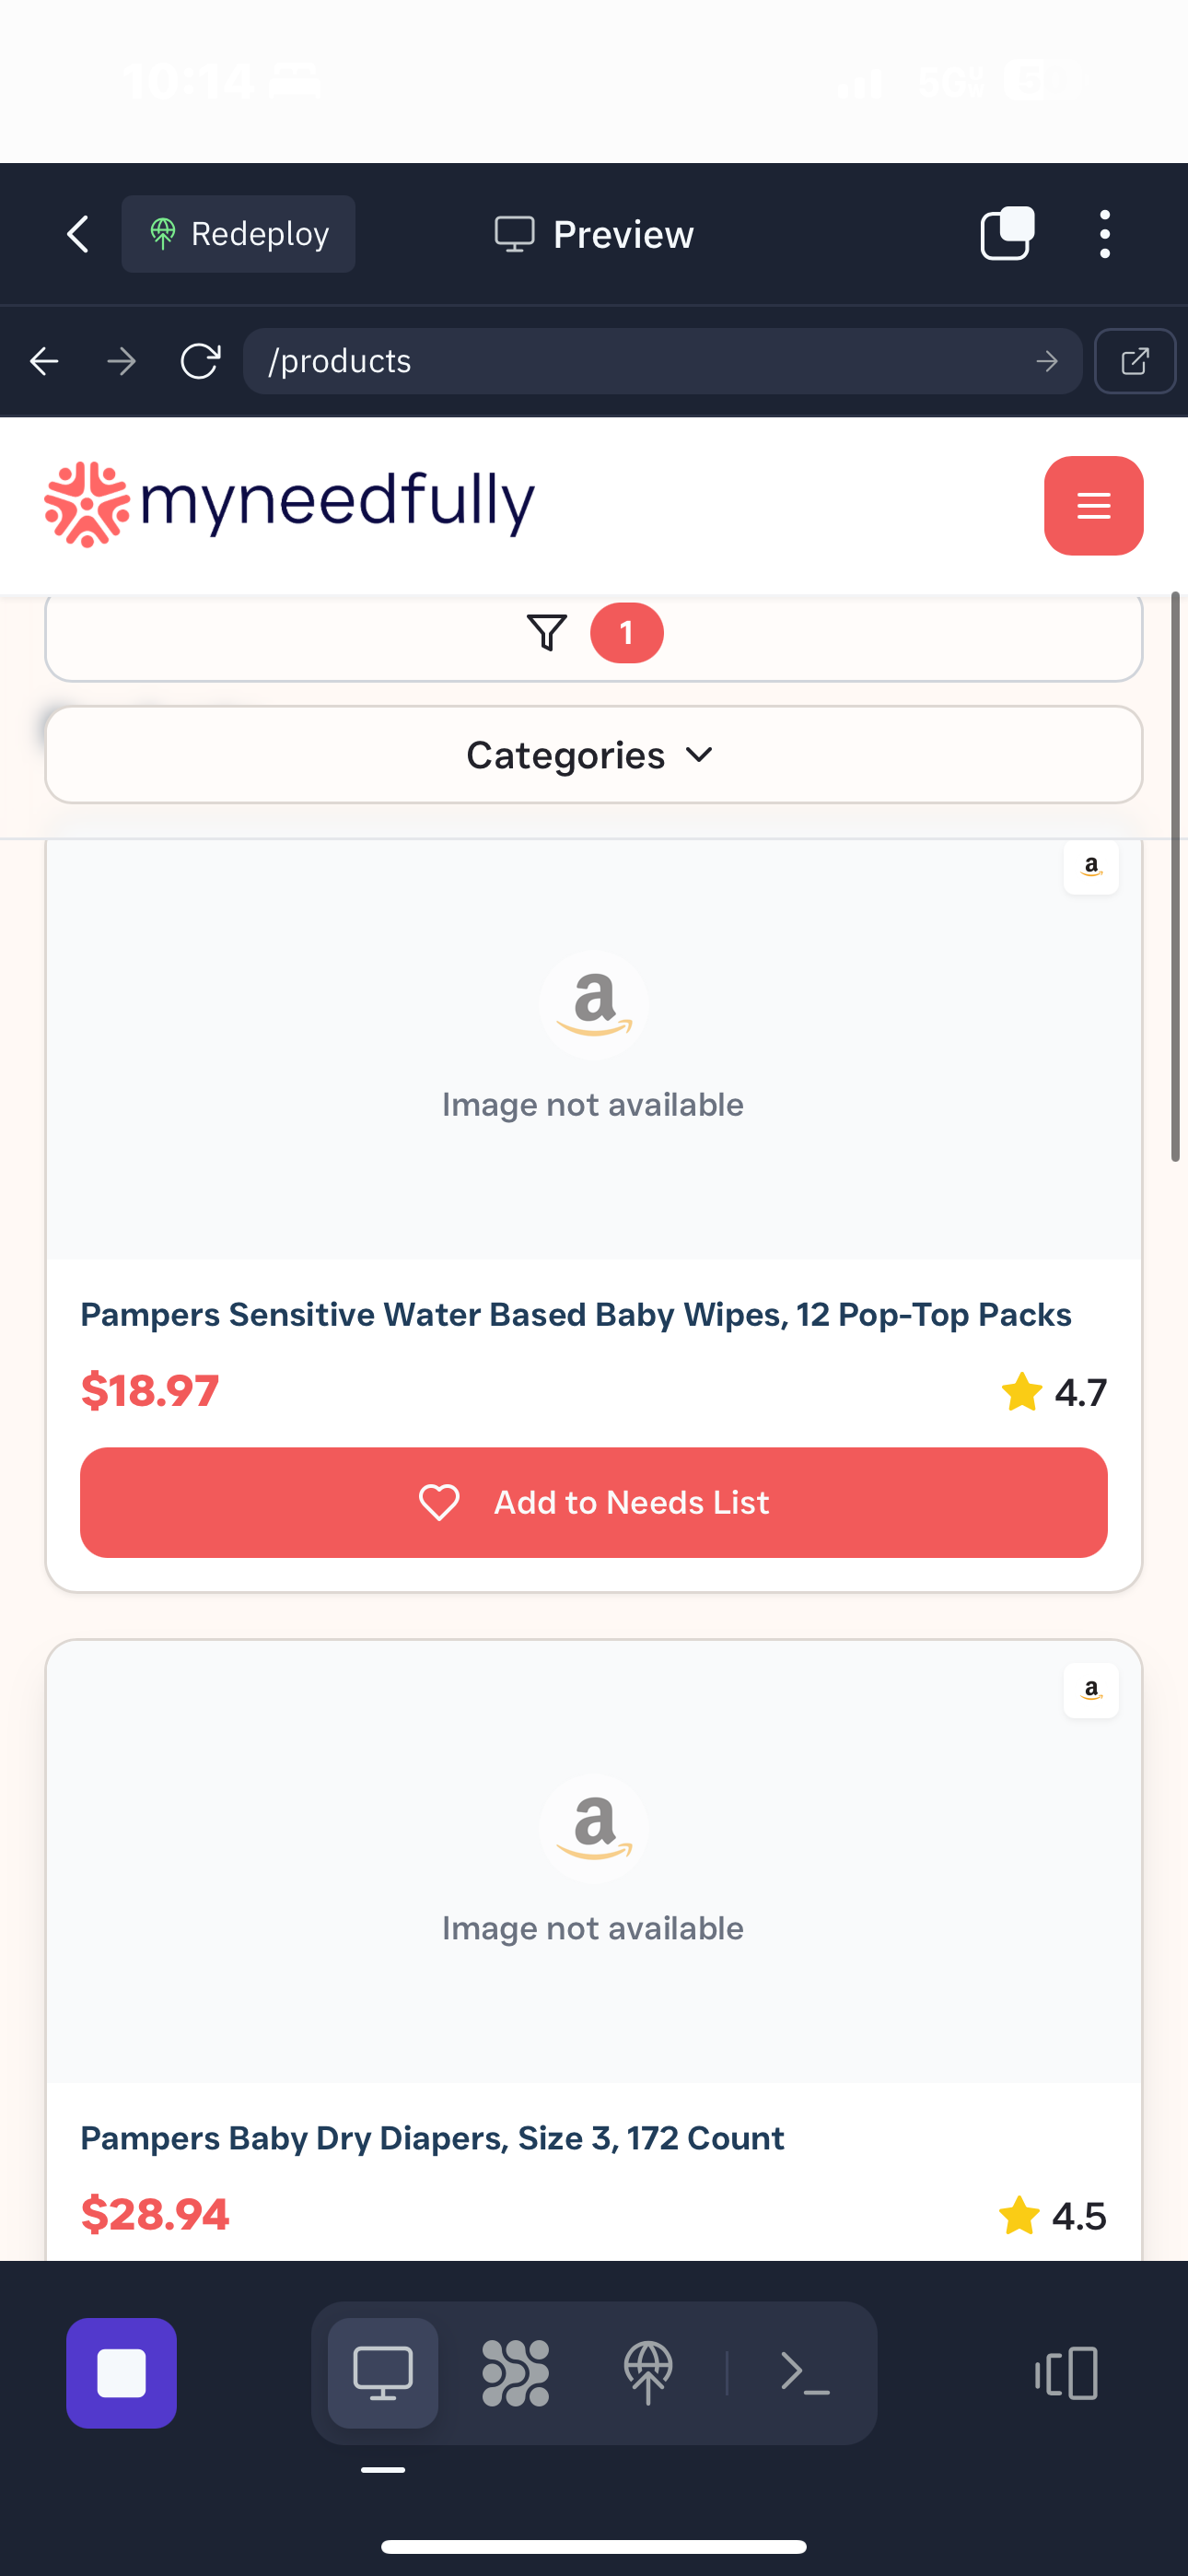 10:14
5G
Redeploy
Preview
/products
myneedfully
1
Categories
a
a
Image not available
Pampers Sensitive Water Based Baby Wipes, 12 Pop-Top Packs
$18.97
4.7
Add to Needs List
a
a
Image not available
Pampers Baby Dry Diapers, Size 3, 172 Count
$28.94
4.5